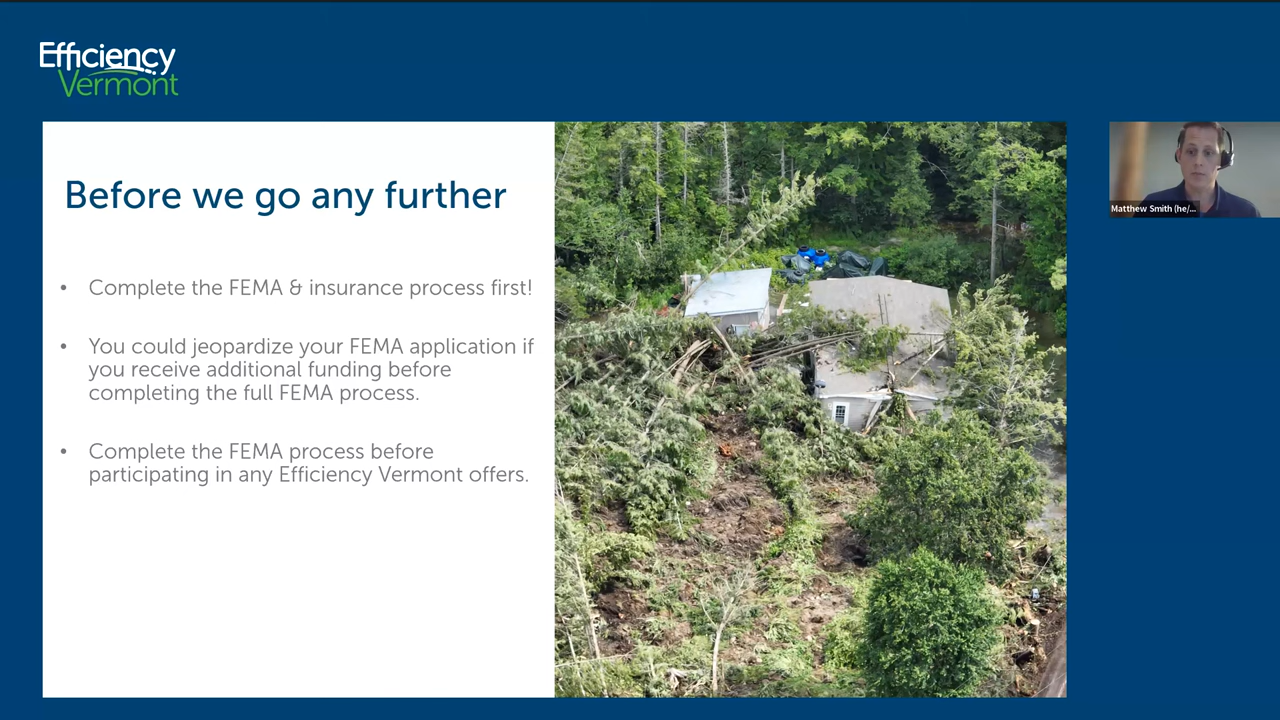 Efficiency
Vermont
Before we go any further
• Complete the FEMA & insurance process first!
• You could jeopardize your FEMA application if
you receive additional funding before
completing the full FEMA process.
• Complete the FEMA process before
participating in any Efficiency Vermont offers.
Matthew Smith (he/...